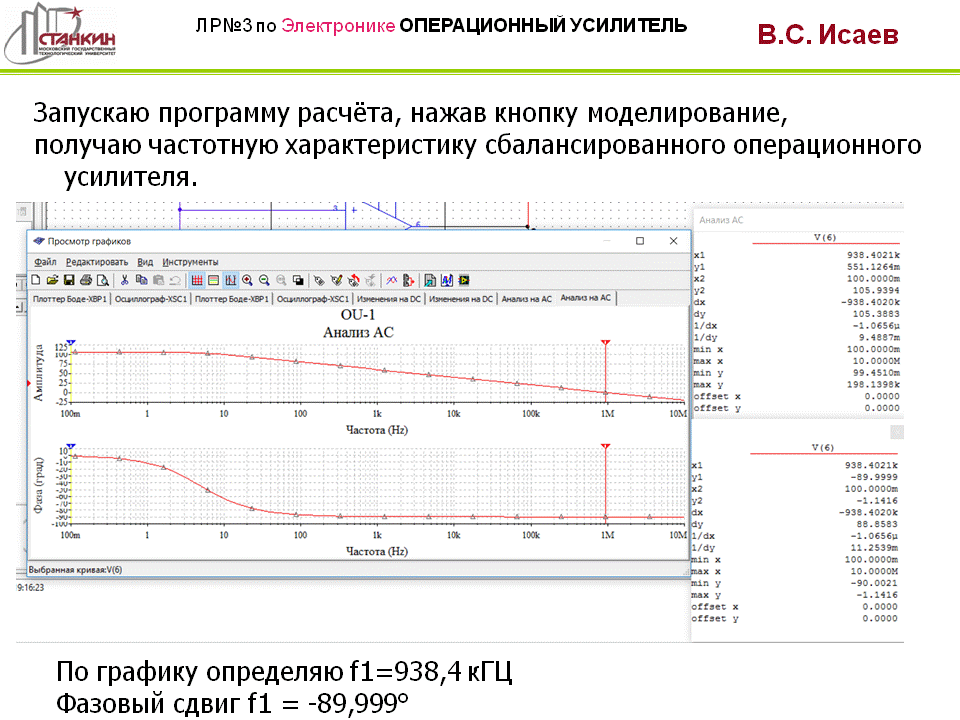 СТАНКИН
МОСКОВСКИЙ ГОСУДАРСТВЕННЫЙ
ТЕХНОЛОГИЧЕСКИЙ УНИВЕРСИТЕТ
ЛР№3 по Электронике ОПЕРАЦИОННЫЙ УСИЛИТЕЛЬ
В.С. Исаев
Запускаю программу расчёта, нажав кнопку моделирование,
получаю частотную характеристику сбалансированного операционного
усилителя.
3
6
Просмотр графиков
Файл Редактировать Вид Инструменты
Плоттер Боде-XBP1 Осциллограф-XSC1 Плоттер Боде-XBP1 Осциллограф-XSC1 Изменения на DC Изменения на DC Анализ на AC Анализ на AC
OU-1
Анализ AC
Амплитуда
125
100
75
50
25
0
-25
100m 1 10 100 1k 10k 100k 1M 10M
Частота (Hz)
Фаза (град)
10
-10
-20
-30
-40
-50
-60
-70
-80
-90
-100
100m 1 10 100 1k 10k 100k 1M 10M
Частота (Hz)
Выбранная кривая:V(6)
9:16:23
Анализ AC
V(6)
x1 938.4021k
y1 551.1264m
x2 100.0000m
y2 105.9394
dx -938.4021k
dy 105.3883
1/dx -1.0656µ
1/dy 9.4887m
min x 100.0000m
max x 10.0000M
min y 99.4510m
max y 198.1398k
offset x 0.0000
offset y 0.0000
V(6)
x1 938.4021k
y1 -89.9999
x2 100.0000m
y2 -1.1416
dx -938.4021k
dy 88.8583
1/dx -1.0656µ
1/dy 11.2539m
min x 100.0000m
max x 10.0000M
min y -90.0021
max y -1.1416
offset x 0.0000
offset y 0.0000
По графику определяю f1=938,4 кГЦ
Фазовый сдвиг f1 = -89,999°